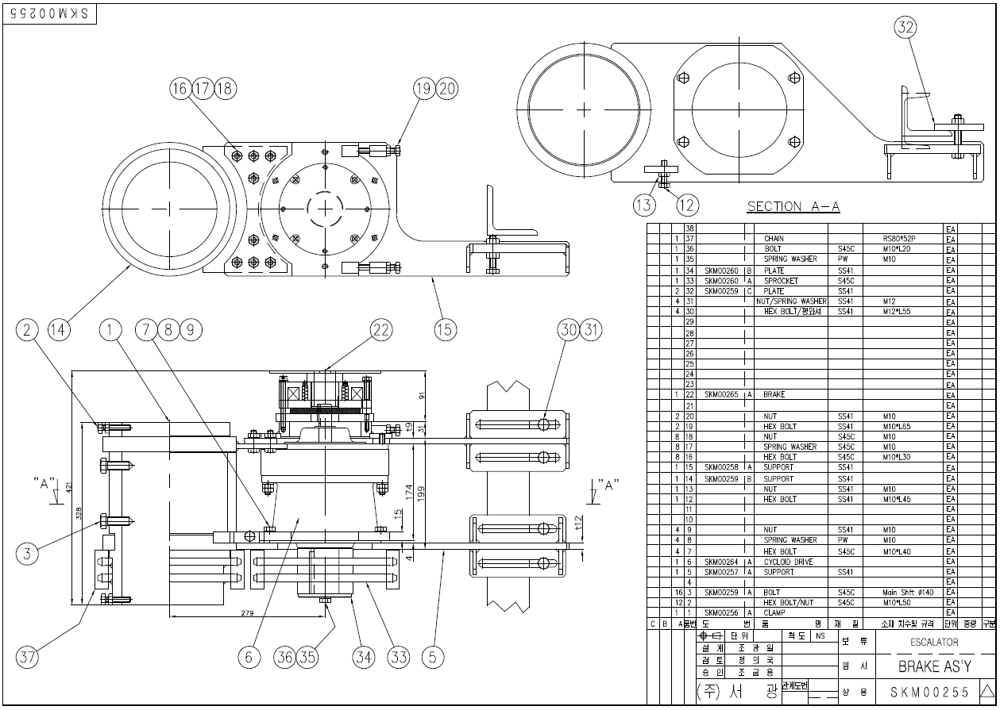 SKM00255
32
16 17 18
19 20
13 12
SECTION A-A
2 14 1 7 8 9 22 15 30 31
"A" "A"
421
328
91
31
t9
174
199
15
4
t12
279
3
37 6 36 35 34 33 5
38 EA
1 37 CHAIN RS80*52P EA
1 36 BOLT S45C M10*L20 EA
1 35 SPRING WASHER PW M10 EA
1 34 SKM00260 B PLATE SS41 EA
1 33 SKM00260 A SPROCKET S45C EA
2 32 SKM00259 C PLATE SS41 EA
4 31 NUT/SPRING WASHER SS41 M12 EA
4 30 HEX BOLT/평와셔 SS41 M12*L55 EA
29 EA
28 EA
27 EA
26 EA
25 EA
24 EA
23 EA
1 22 SKM00265 A BRAKE EA
21 EA
2 20 NUT SS41 M10 EA
2 19 HEX BOLT SS41 M10*L65 EA
8 18 NUT S45C M10 EA
8 17 SPRING WASHER S45C M10 EA
8 16 HEX BOLT S45C M10*L30 EA
1 15 SKM00258 A SUPPORT SS41 EA
1 14 SKM00259 B SUPPORT SS41 EA
1 13 NUT SS41 M10 EA
1 12 HEX BOLT SS41 M10*L45 EA
11 EA
10 EA
4 9 NUT SS41 M10 EA
4 8 SPRING WASHER PW M10 EA
4 7 HEX BOLT S45C M10*L40 EA
1 6 SKM00264 A CYCLOID DRIVE EA
1 5 SKM00257 A SUPPORT SS41 EA
4 EA
16 3 SKM00259 A BOLT S45C Main Shft Ø140 EA
12 2 HEX BOLT/NUT S45C M10*L50 EA
1 1 SKM00256 A CLAMP EA
C B A 품번 도 번 품 명 재 질 소재 치수및 규격 단위 중량 구분
단위 척도 NS 보 류 ESCALATOR
설 계 조 광 일
검 토 정 의 국 임 시 BRAKE AS'Y
승 인 조 금 용
(주) 서 광 관계도번 상 용 SKM00255